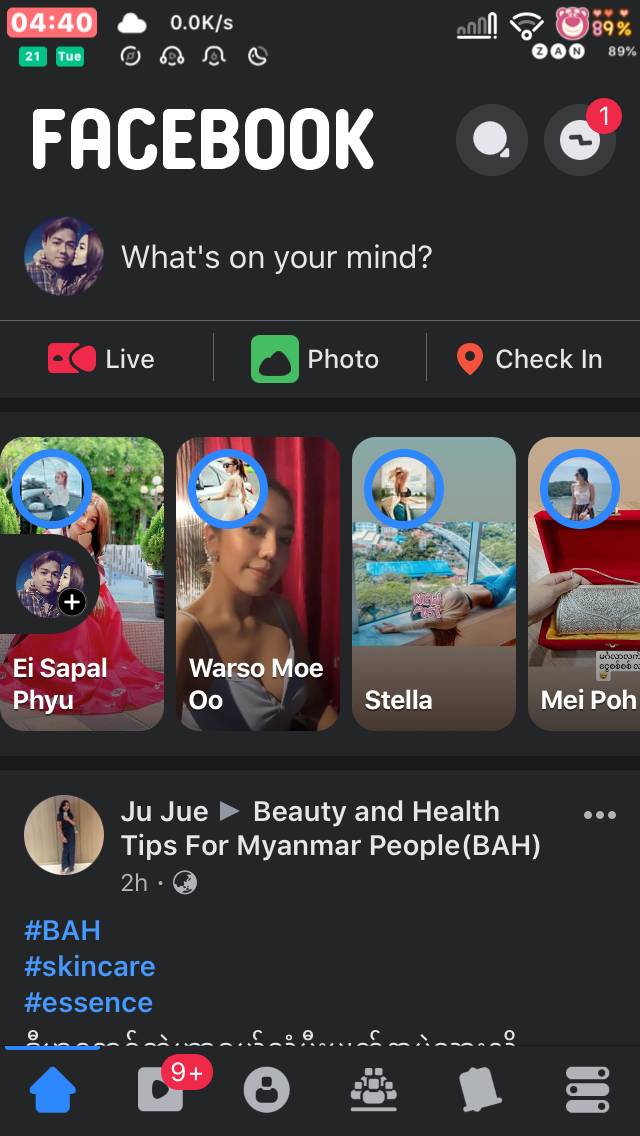 04:40
0.0K/s
89%
21 Tue
Z A N
89%
FACEBOOK
1
What's on your mind?
Live
Photo
Check In
Ei Sapal
Phyu
Warso Moe
Oo
NEW POST
Stella
Mei Poh
Ju Jue ▶ Beauty and Health
Tips For Myanmar People(BAH)
2h ·
#BAH
#skincare
#essence
9+